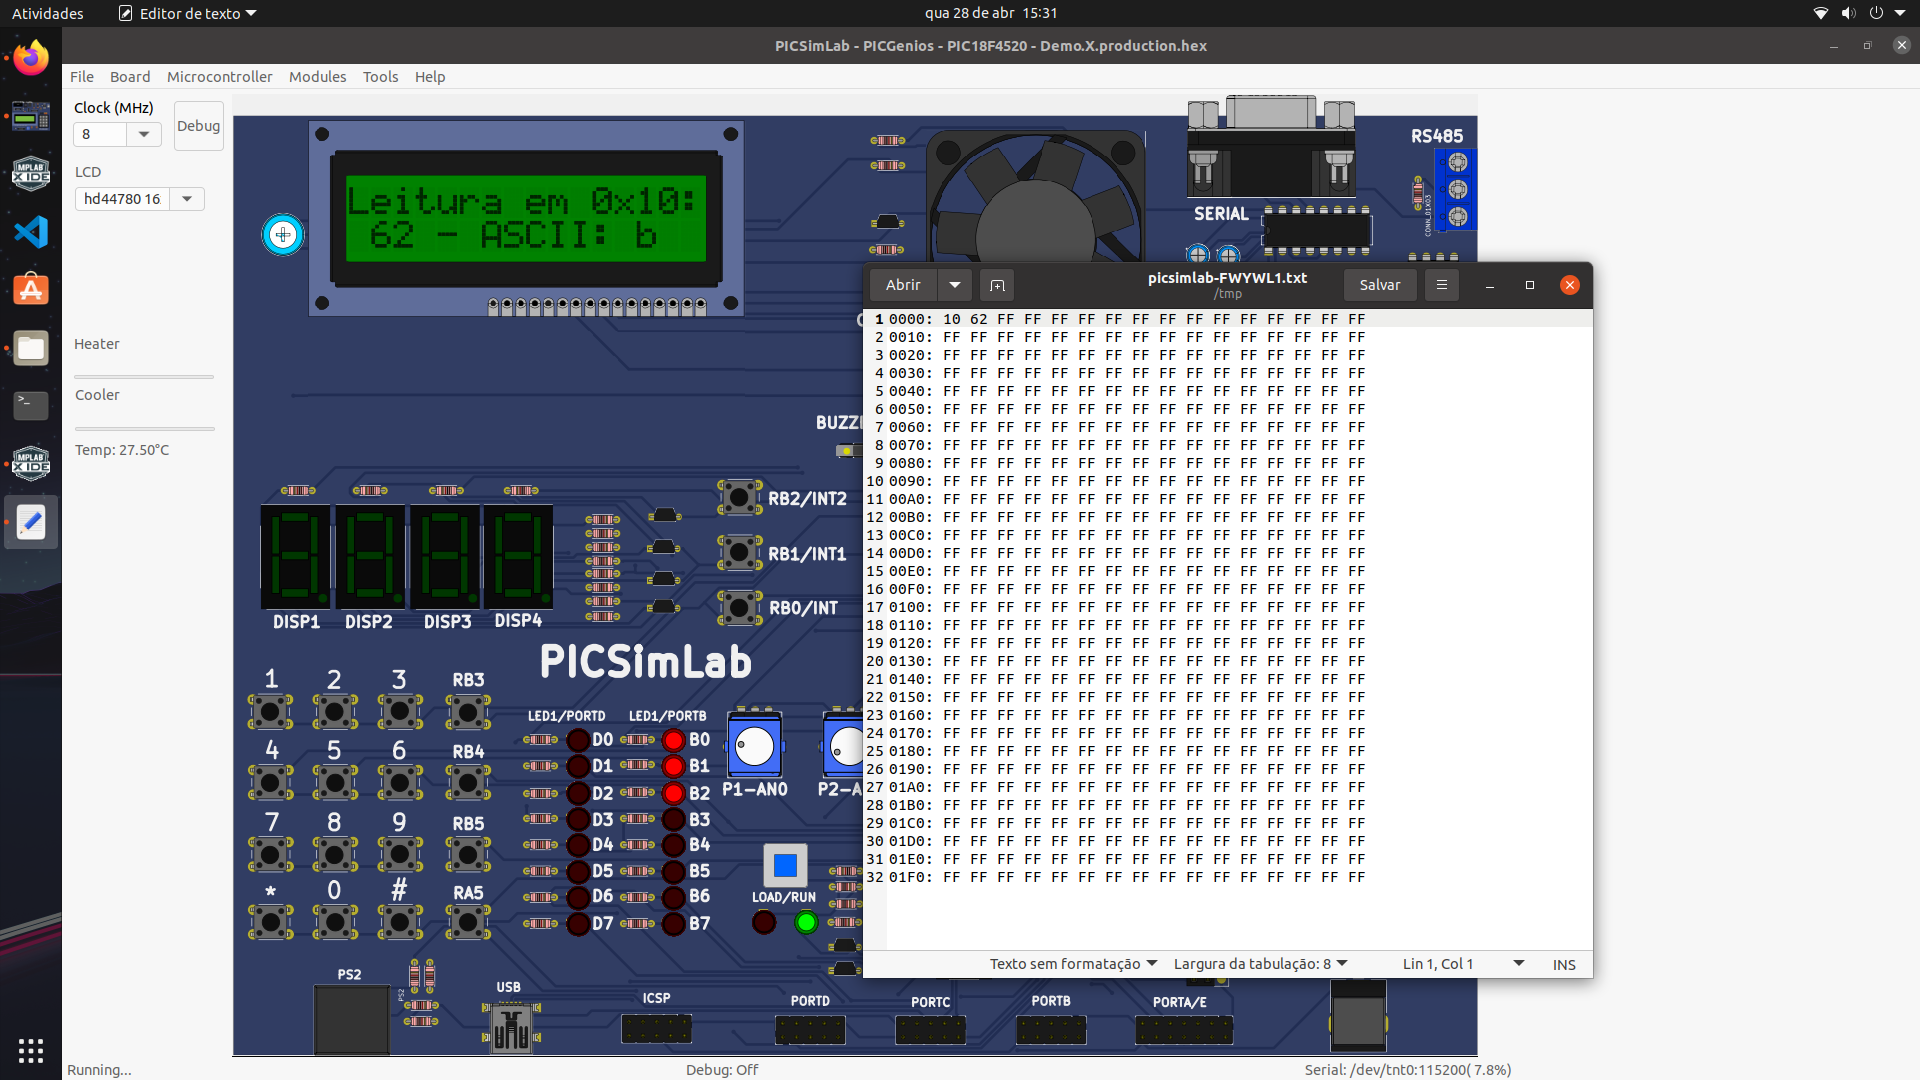 Atividades
Editor de texto
qua 28 de abr 15:31
PICSimLab - PICGenios - PIC18F4520 - Demo.X.production.hex
File Board Microcontroller Modules Tools Help
Clock (MHz)
8
Debug
LCD
hd44780 16
Heater
Cooler
Temp: 27.50°C
Leitura em 0x10:
62 - ASCII: b
SERIAL
RS485
CONN_01X03
BUZZE
RB2/INT2
RB1/INT1
RB0/INT
DISP1 DISP2 DISP3 DISP4
PICSimLab
1 2 3 RB3
4 5 6 RB4
7 8 9 RB5
* 0 # RA5
LED1/PORTD LED1/PORTB
D0 B0
D1 B1
D2 B2
D3 B3
D4 B4
D5 B5
D6 B6
D7 B7
P1-AN0 P2-A
LOAD/RUN
PS2
PS2
USB
ICSP
PORTD
PORTC
PORTB
PORTA/E
MPLAB
X IDE
MPLAB
X IDE
Abrir
picsimlab-FWYWL1.txt
/tmp
Salvar
1 0000: 10 62 FF FF FF FF FF FF FF FF FF FF FF FF FF FF
2 0010: FF FF FF FF FF FF FF FF FF FF FF FF FF FF FF FF
3 0020: FF FF FF FF FF FF FF FF FF FF FF FF FF FF FF FF
4 0030: FF FF FF FF FF FF FF FF FF FF FF FF FF FF FF FF
5 0040: FF FF FF FF FF FF FF FF FF FF FF FF FF FF FF FF
6 0050: FF FF FF FF FF FF FF FF FF FF FF FF FF FF FF FF
7 0060: FF FF FF FF FF FF FF FF FF FF FF FF FF FF FF FF
8 0070: FF FF FF FF FF FF FF FF FF FF FF FF FF FF FF FF
9 0080: FF FF FF FF FF FF FF FF FF FF FF FF FF FF FF FF
10 0090: FF FF FF FF FF FF FF FF FF FF FF FF FF FF FF FF
11 00A0: FF FF FF FF FF FF FF FF FF FF FF FF FF FF FF FF
12 00B0: FF FF FF FF FF FF FF FF FF FF FF FF FF FF FF FF
13 00C0: FF FF FF FF FF FF FF FF FF FF FF FF FF FF FF FF
14 00D0: FF FF FF FF FF FF FF FF FF FF FF FF FF FF FF FF
15 00E0: FF FF FF FF FF FF FF FF FF FF FF FF FF FF FF FF
16 00F0: FF FF FF FF FF FF FF FF FF FF FF FF FF FF FF FF
17 0100: FF FF FF FF FF FF FF FF FF FF FF FF FF FF FF FF
18 0110: FF FF FF FF FF FF FF FF FF FF FF FF FF FF FF FF
19 0120: FF FF FF FF FF FF FF FF FF FF FF FF FF FF FF FF
20 0130: FF FF FF FF FF FF FF FF FF FF FF FF FF FF FF FF
21 0140: FF FF FF FF FF FF FF FF FF FF FF FF FF FF FF FF
22 0150: FF FF FF FF FF FF FF FF FF FF FF FF FF FF FF FF
23 0160: FF FF FF FF FF FF FF FF FF FF FF FF FF FF FF FF
24 0170: FF FF FF FF FF FF FF FF FF FF FF FF FF FF FF FF
25 0180: FF FF FF FF FF FF FF FF FF FF FF FF FF FF FF FF
26 0190: FF FF FF FF FF FF FF FF FF FF FF FF FF FF FF FF
27 01A0: FF FF FF FF FF FF FF FF FF FF FF FF FF FF FF FF
28 01B0: FF FF FF FF FF FF FF FF FF FF FF FF FF FF FF FF
29 01C0: FF FF FF FF FF FF FF FF FF FF FF FF FF FF FF FF
30 01D0: FF FF FF FF FF FF FF FF FF FF FF FF FF FF FF FF
31 01E0: FF FF FF FF FF FF FF FF FF FF FF FF FF FF FF FF
32 01F0: FF FF FF FF FF FF FF FF FF FF FF FF FF FF FF FF
Texto sem formatação
Largura da tabulação: 8
Lin 1, Col 1
INS
Running...
Debug: Off
Serial: /dev/tnt0:115200( 7.8%)